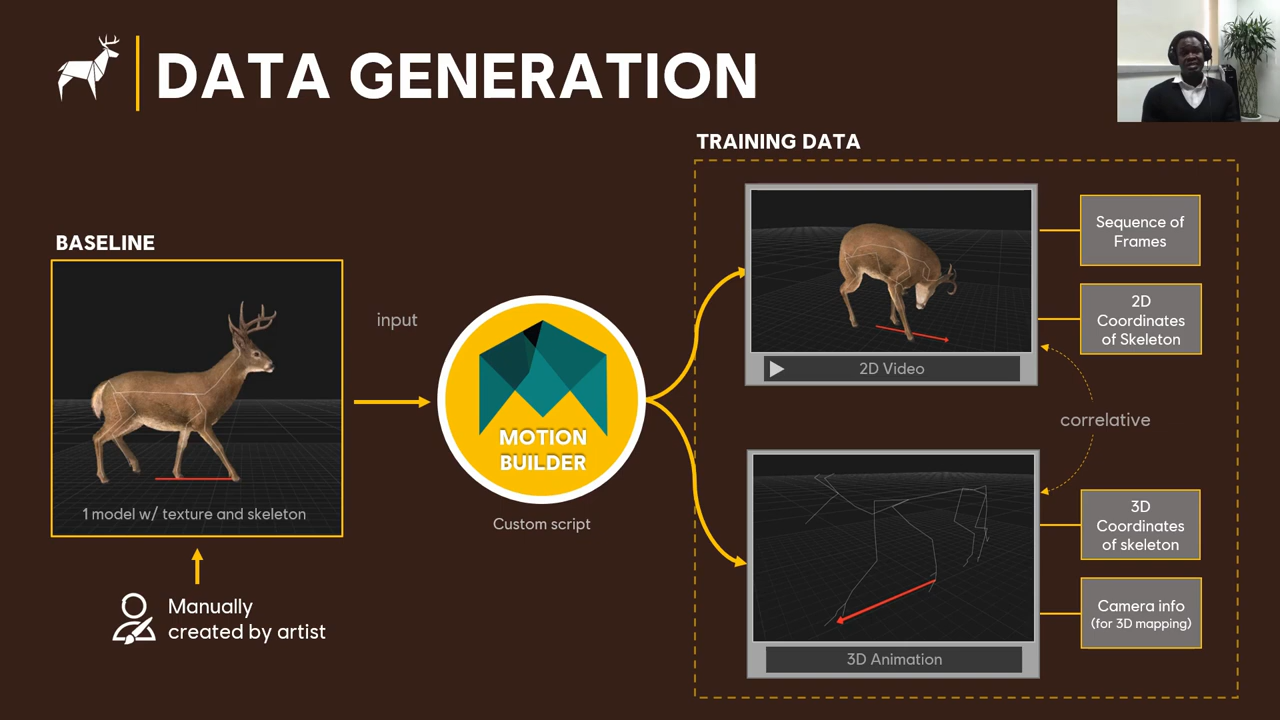 DATA GENERATION
TRAINING DATA
BASELINE
1 model w/ texture and skeleton
Manually
created by artist
input
MOTION
BUILDER
Custom script
2D Video
Sequence of
Frames
2D
Coordinates
of Skeleton
correlative
3D Animation
3D
Coordinates
of skeleton
Camera info
(for 3D mapping)